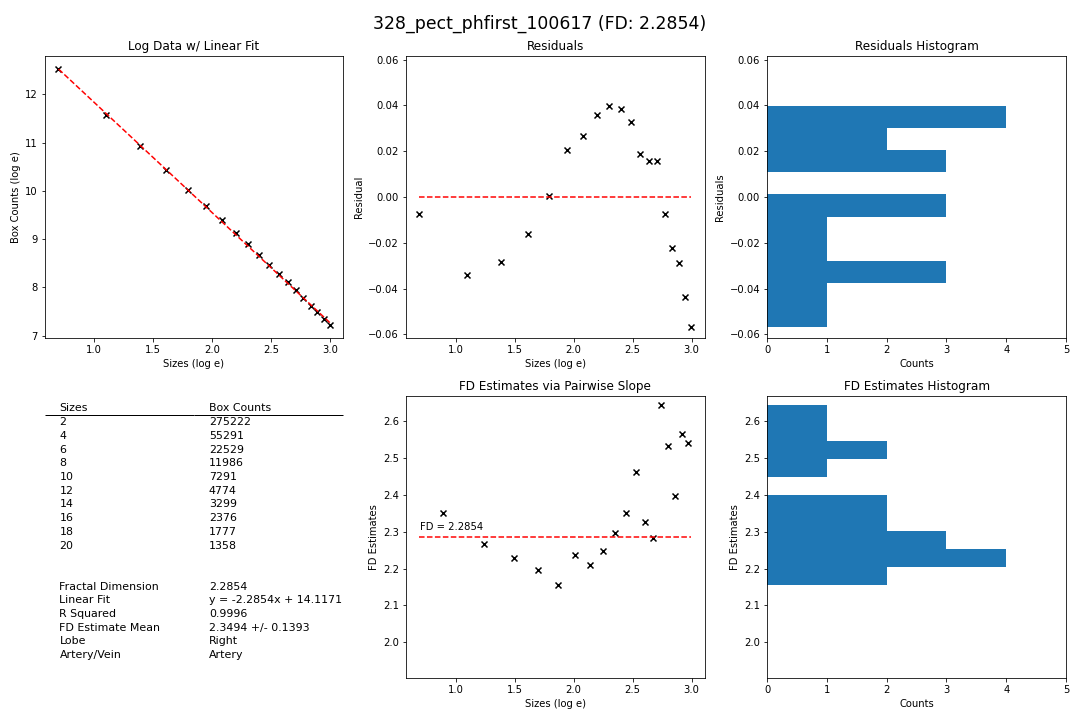 328_pect_phfirst_100617 (FD: 2.2854)
Log Data w/ Linear Fit
Box Counts (log e)
12
11
10
9
8
7
1.0 1.5 2.0 2.5 3.0
Sizes (log e)
Residuals
Residual
0.06
0.04
0.02
0.00
−0.02
−0.04
−0.06
1.0 1.5 2.0 2.5 3.0
Sizes (log e)
Residuals Histogram
Residuals
0.06
0.04
0.02
0.00
−0.02
−0.04
−0.06
0 1 2 3 4 5
Counts
Sizes Box Counts
2 275222
4 55291
6 22529
8 11986
10 7291
12 4774
14 3299
16 2376
18 1777
20 1358
Fractal Dimension 2.2854
Linear Fit y = -2.2854x + 14.1171
R Squared 0.9996
FD Estimate Mean 2.3494 +/- 0.1393
Lobe Right
Artery/Vein Artery
FD Estimates via Pairwise Slope
FD Estimates
2.6
2.5
2.4
2.3
2.2
2.1
2.0
FD = 2.2854
1.0 1.5 2.0 2.5 3.0
Sizes (log e)
FD Estimates Histogram
FD Estimates
2.6
2.5
2.4
2.3
2.2
2.1
2.0
0 1 2 3 4 5
Counts